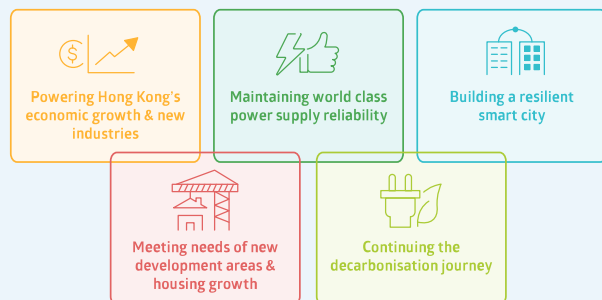 Powering Hong Kong's
economic growth & new
industries
Maintaining world class
power supply reliability
Building a resilient
smart city
Meeting needs of new
development areas &
housing growth
Continuing the
decarbonisation journey